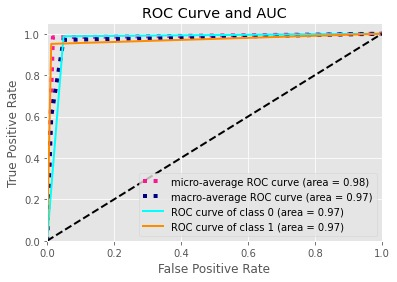 ROC Curve and AUC
True Positive Rate
1.0
0.8
0.6
0.4
0.2
0.0
micro-average ROC curve (area = 0.98)
macro-average ROC curve (area = 0.97)
ROC curve of class 0 (area = 0.97)
ROC curve of class 1 (area = 0.97)
0.0 0.2 0.4 0.6 0.8 1.0
False Positive Rate